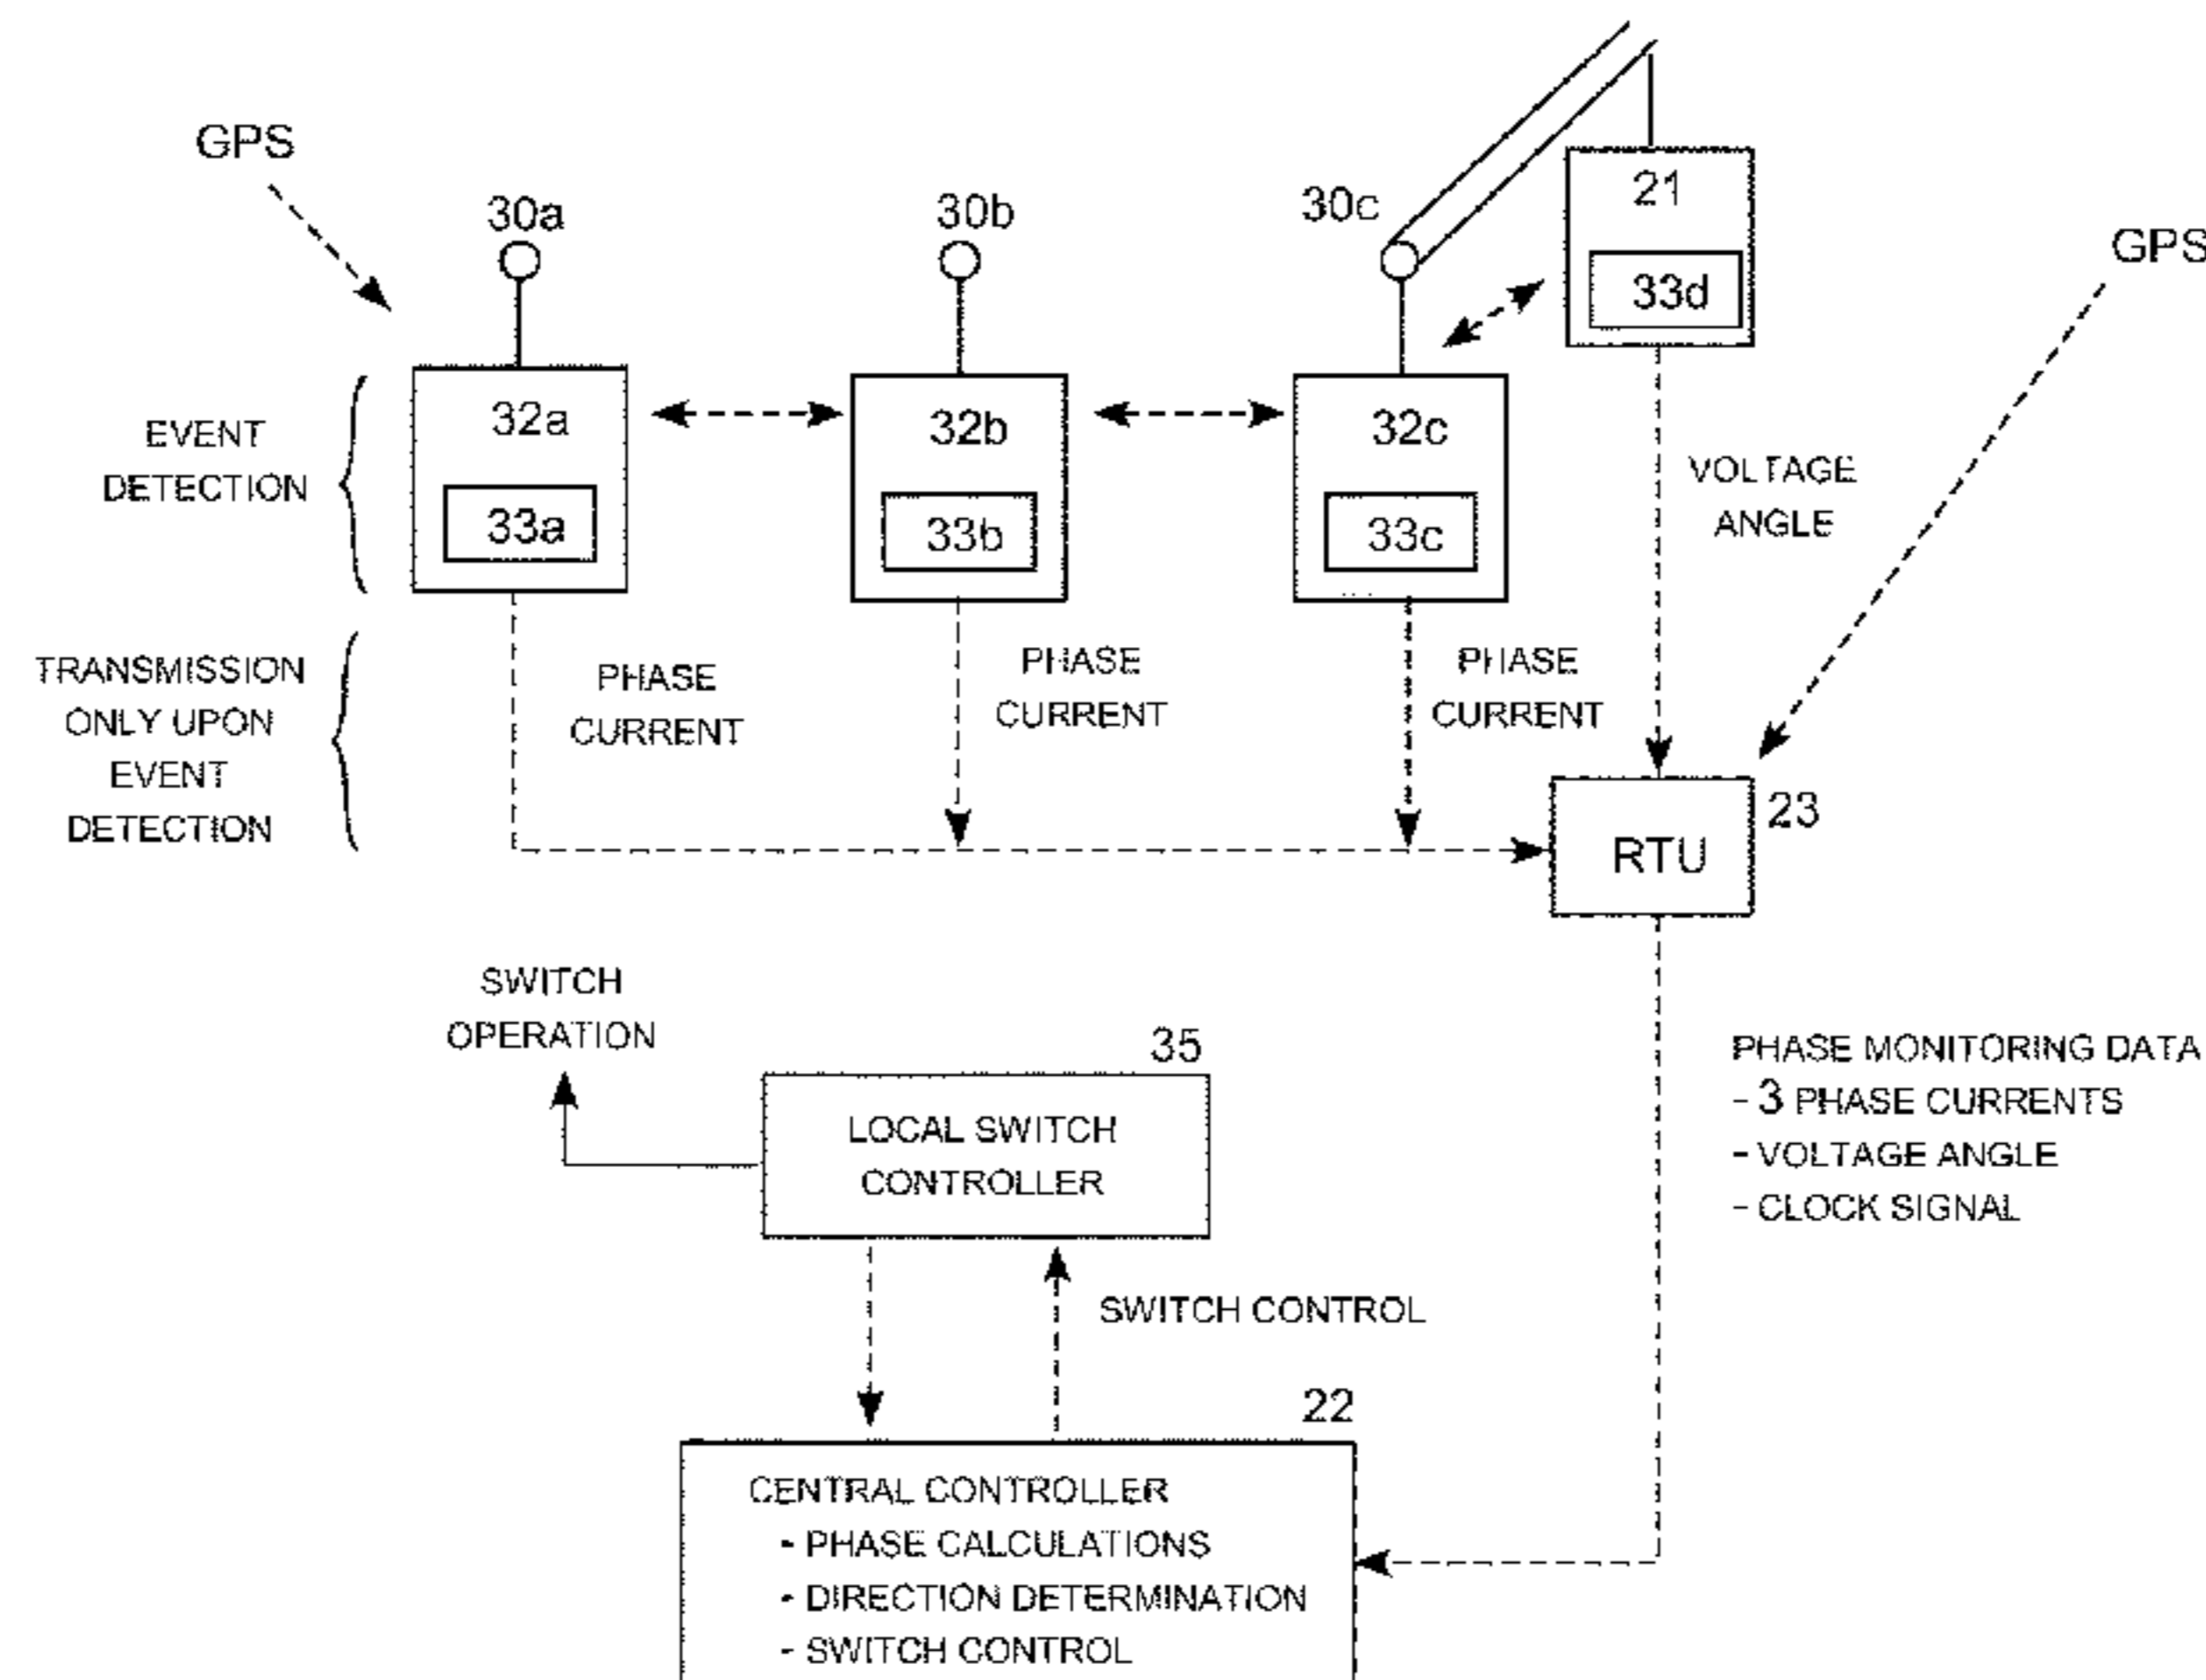 GPS
30a
30b
30c
21
33d
GPS
EVENT
DETECTION
32a
33a
32b
33b
32c
33c
VOLTAGE
ANGLE
TRANSMISSION
ONLY UPON
EVENT
DETECTION
PHASE
CURRENT
PHASE
CURRENT
PHASE
CURRENT
23
RTU
SWITCH
OPERATION
35
LOCAL SWITCH
CONTROLLER
PHASE MONITORING DATA
- 3 PHASE CURRENTS
- VOLTAGE ANGLE
- CLOCK SIGNAL
SWITCH CONTROL
22
CENTRAL CONTROLLER
- PHASE CALCULATIONS
- DIRECTION DETERMINATION
- SWITCH CONTROL